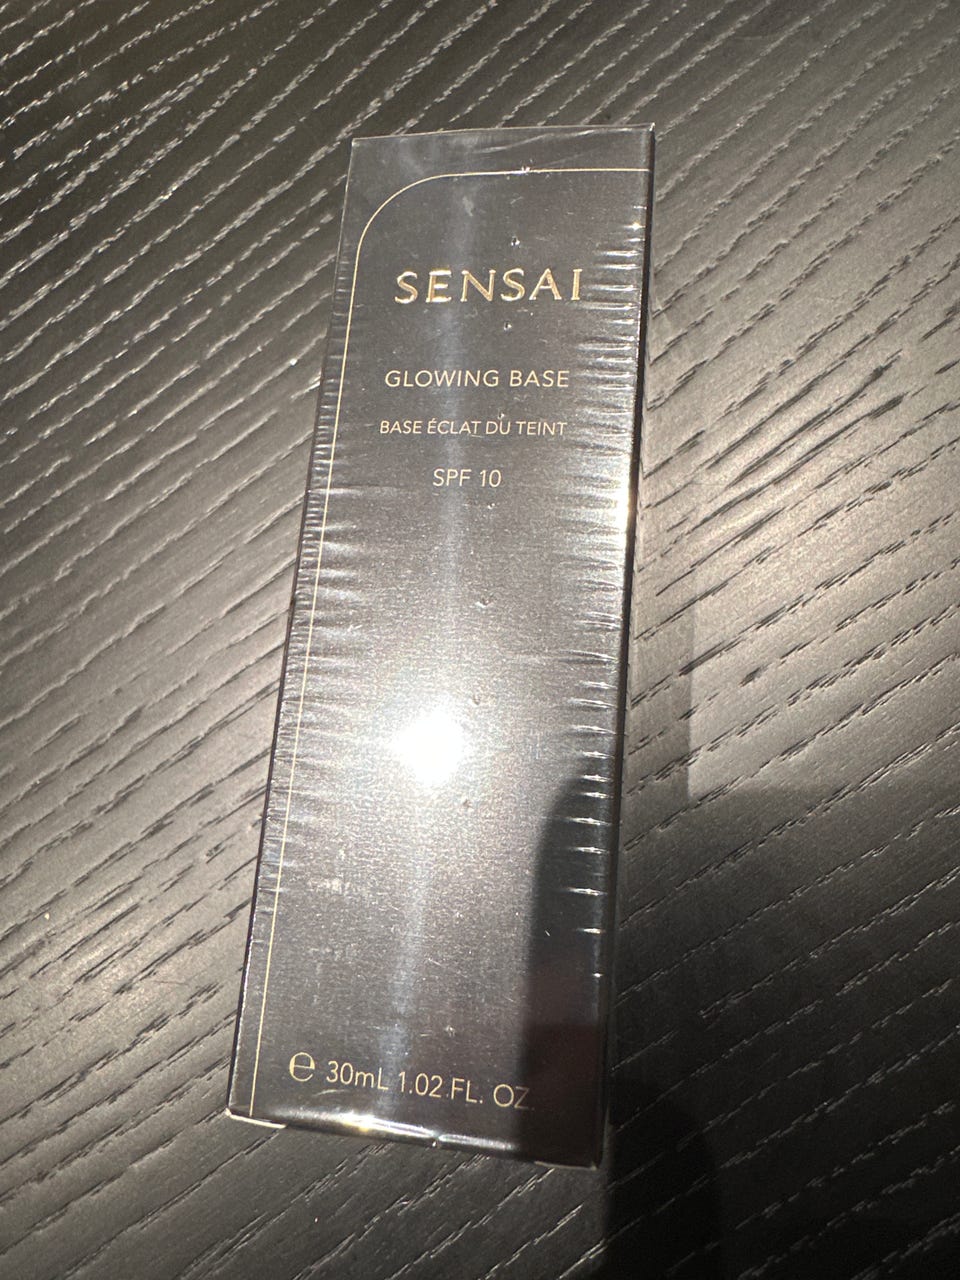 SENSAI
GLOWING BASE
BASE ÉCLAT DU TEINT
SPF 10
℮ 30mL 1.02 FL. OZ.